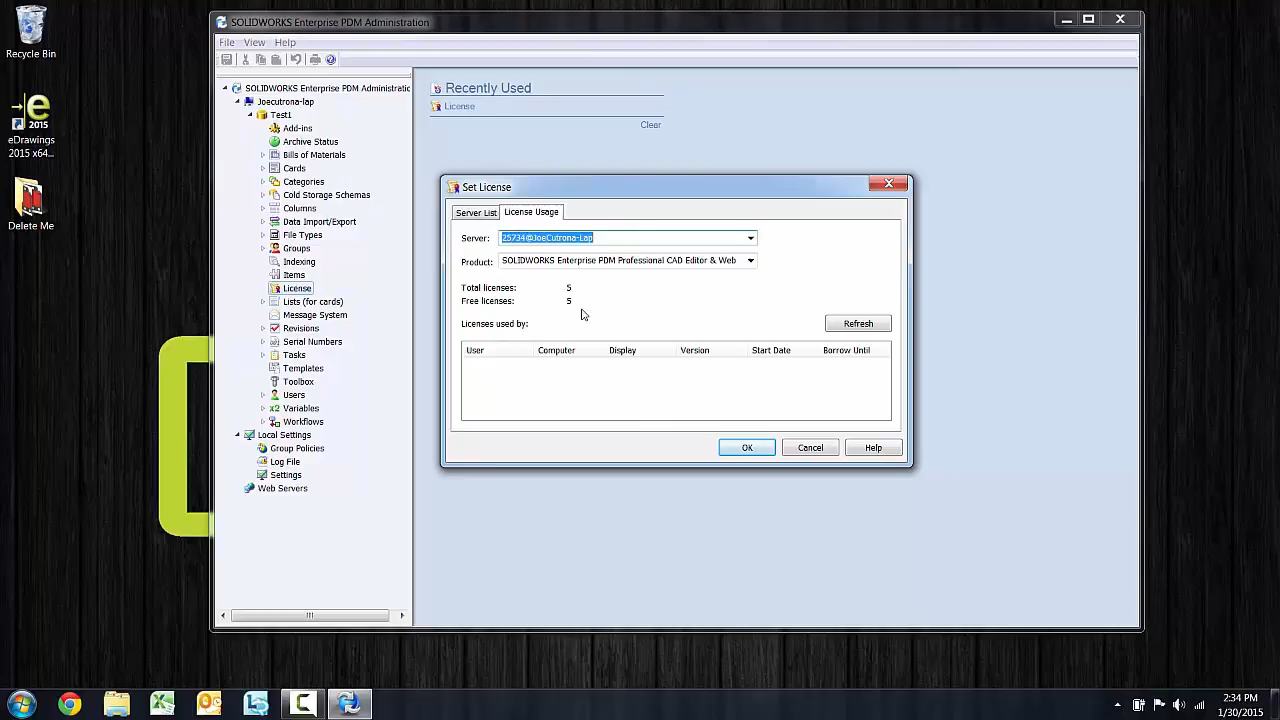 Recycle Bin
eDrawings
2015 x64...
Delete Me
SOLIDWORKS Enterprise PDM Administration
File View Help
SOLIDWORKS Enterprise PDM Administratic
Joecutrona-lap
Test1
Add-ins
Archive Status
Bills of Materials
Cards
Categories
Cold Storage Schemas
Columns
Data Import/Export
File Types
Groups
Indexing
Items
License
Lists (for cards)
Message System
Revisions
Serial Numbers
Tasks
Templates
Toolbox
Users
Variables
Workflows
Local Settings
Group Policies
Log File
Settings
Web Servers
Recently Used
License
Clear
Set License
Server List License Usage
Server: 25734@JoeCutrona-Lap
Product: SOLIDWORKS Enterprise PDM Professional CAD Editor & Web
Total licenses: 5
Free licenses: 5
Licenses used by: Refresh
User Computer Display Version Start Date Borrow Until
OK Cancel Help
2:34 PM
1/30/2015